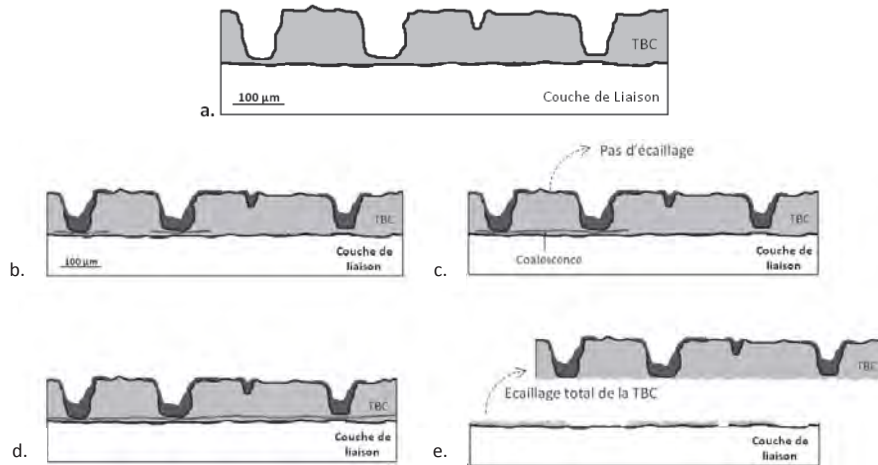 TBC
100 µm
Couche de Liaison
a.
Pas d'écaillage
TBC
TBC
100 µm
Couche de
liaison
b.
Coalescence
Couche de
liaison
c.
Ecaillage total de la TBC
TBC
TBC
Couche de
liaison
d.
Couche de
liaison
e.